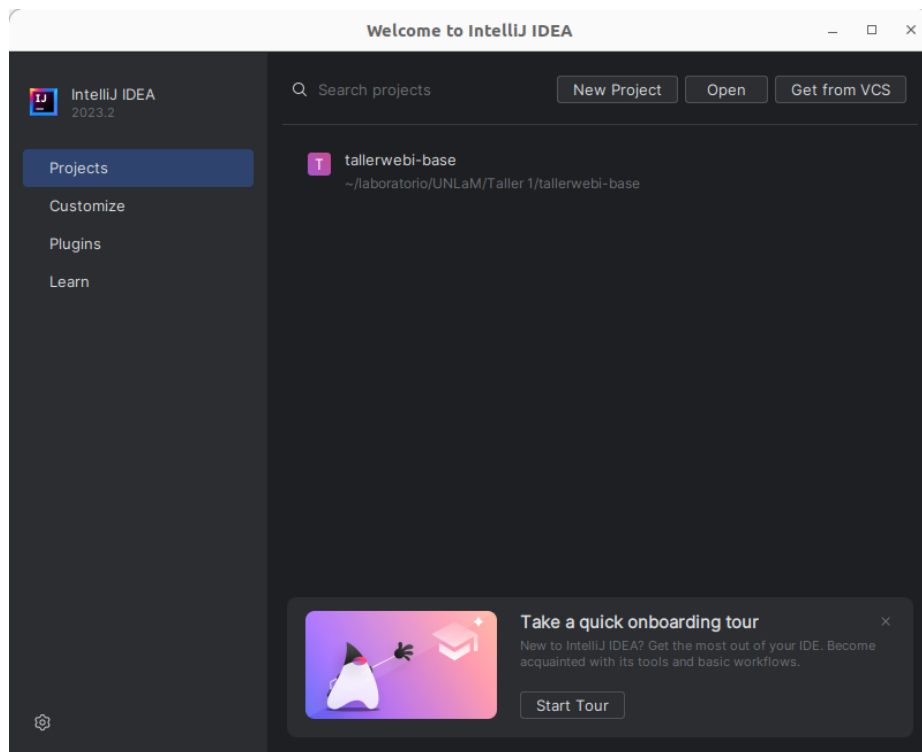 Welcome to IntelliJ IDEA
IJ
IntelliJ IDEA
2023.2
Projects
Customize
Plugins
Learn
Search projects
New Project
Open
Get from VCS
T
tallerwebi-base
~/laboratorio/UNLaM/Taller 1/tallerwebi-base
Take a quick onboarding tour
New to IntelliJ IDEA? Get the most out of your IDE. Become
acquainted with its tools and basic workflows.
Start Tour